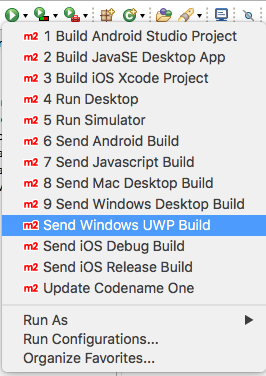 m2 1 Build Android Studio Project
m2 2 Build JavaSE Desktop App
m2 3 Build iOS Xcode Project
m2 4 Run Desktop
m2 5 Run Simulator
m2 6 Send Android Build
m2 7 Send Javascript Build
m2 8 Send Mac Desktop Build
m2 9 Send Windows Desktop Build
m2 Send Windows UWP Build
m2 Send iOS Debug Build
m2 Send iOS Release Build
m2 Update Codename One
Run As
Run Configurations...
Organize Favorites...